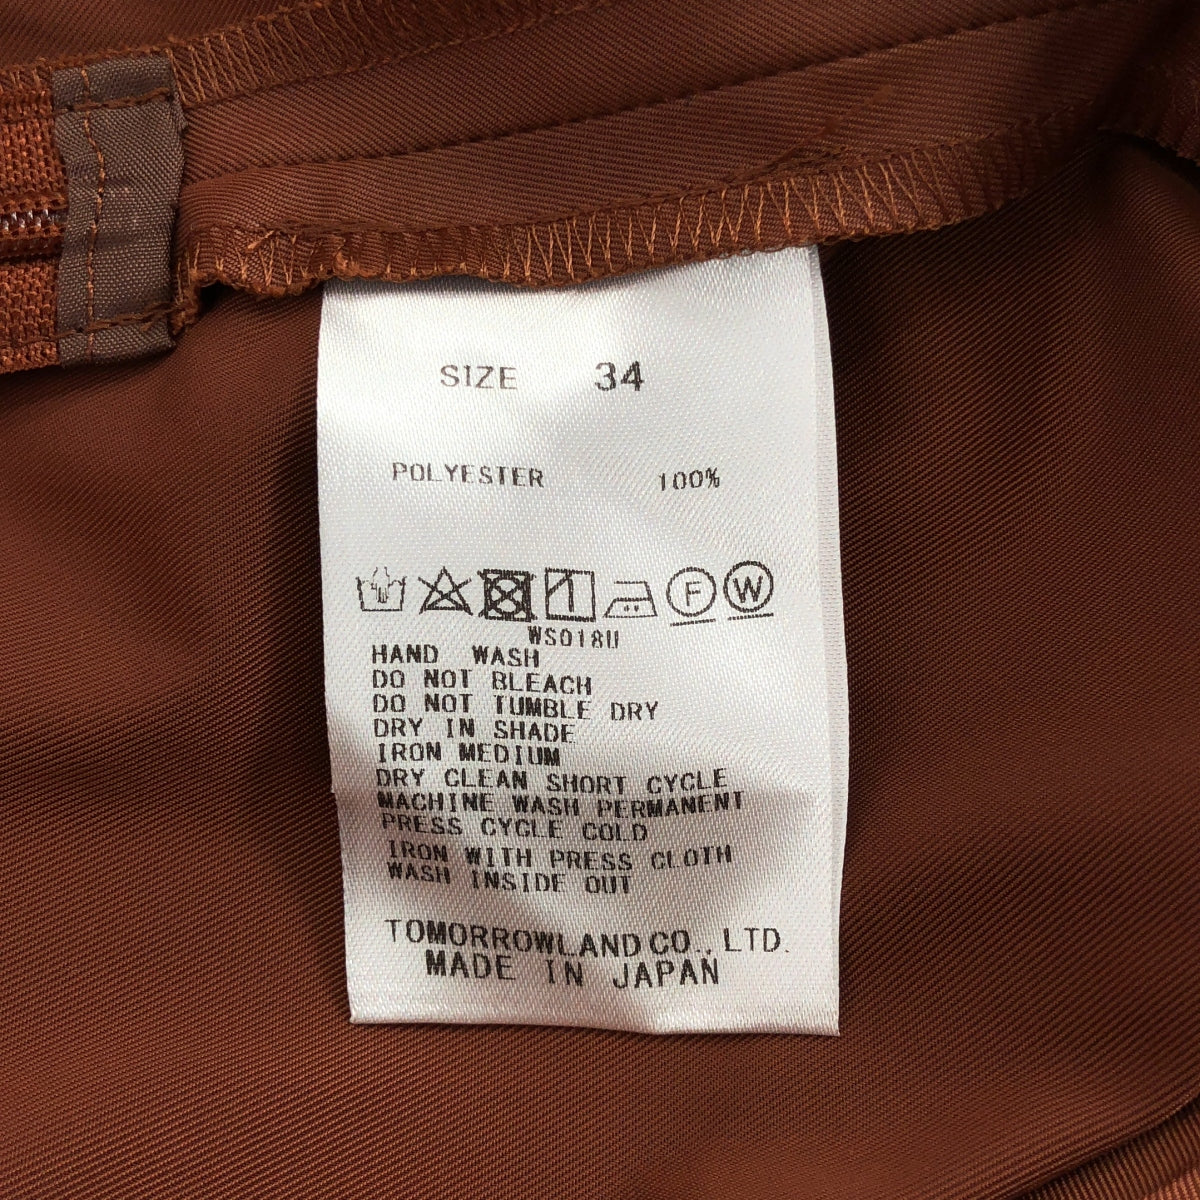 SIZE 34
POLYESTER 100%
F W
WS018U
HAND WASH
DO NOT BLEACH
DO NOT TUMBLE DRY
DRY IN SHADE
IRON MEDIUM
DRY CLEAN SHORT CYCLE
MACHINE WASH PERMANENT
PRESS CYCLE COLD
IRON WITH PRESS CLOTH
WASH INSIDE OUT
TOMORROWLAND CO., LTD.
MADE IN JAPAN